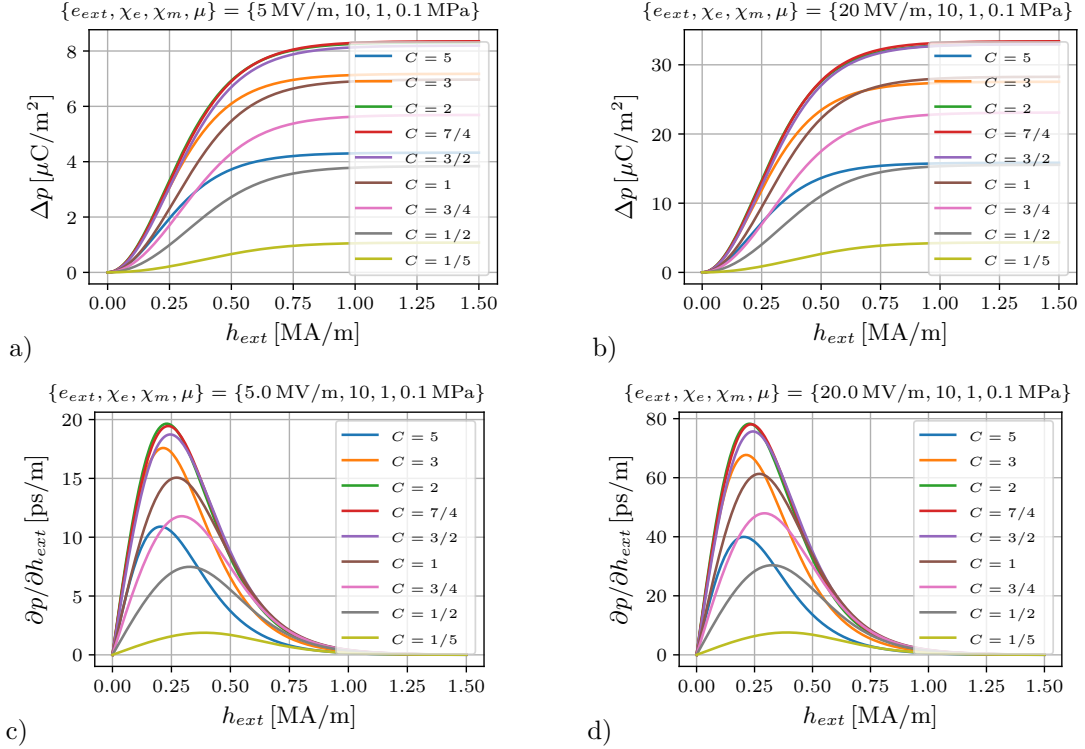 {e_ext, χ_e, χ_m, μ} = {5 MV/m, 10, 1, 0.1 MPa}
Δp [μC/m²]
8
6
4
2
0
C = 5
C = 3
C = 2
C = 7/4
C = 3/2
C = 1
C = 3/4
C = 1/2
C = 1/5
0.00 0.25 0.50 0.75 1.00 1.25 1.50
h_ext [MA/m]
a)
{e_ext, χ_e, χ_m, μ} = {20 MV/m, 10, 1, 0.1 MPa}
Δp [μC/m²]
30
20
10
0
C = 5
C = 3
C = 2
C = 7/4
C = 3/2
C = 1
C = 3/4
C = 1/2
C = 1/5
0.00 0.25 0.50 0.75 1.00 1.25 1.50
h_ext [MA/m]
b)
{e_ext, χ_e, χ_m, μ} = {5.0 MV/m, 10, 1, 0.1 MPa}
∂p/∂h_ext [ps/m]
20
15
10
5
0
C = 5
C = 3
C = 2
C = 7/4
C = 3/2
C = 1
C = 3/4
C = 1/2
C = 1/5
0.00 0.25 0.50 0.75 1.00 1.25 1.50
h_ext [MA/m]
c)
{e_ext, χ_e, χ_m, μ} = {20.0 MV/m, 10, 1, 0.1 MPa}
∂p/∂h_ext [ps/m]
80
60
40
20
0
C = 5
C = 3
C = 2
C = 7/4
C = 3/2
C = 1
C = 3/4
C = 1/2
C = 1/5
0.00 0.25 0.50 0.75 1.00 1.25 1.50
h_ext [MA/m]
d)